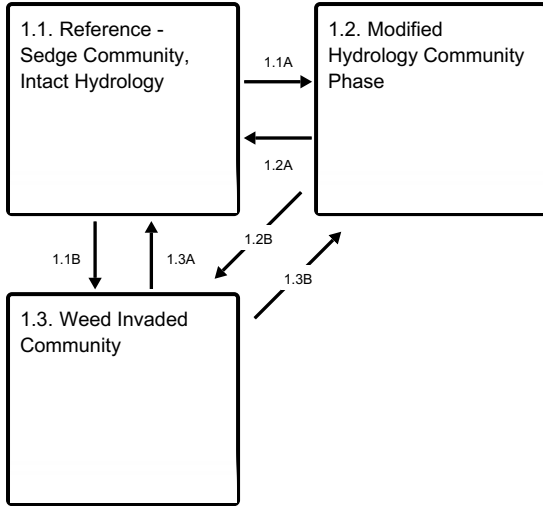 1.1. Reference -
Sedge Community,
Intact Hydrology
1.1A
1.2. Modified
Hydrology Community
Phase
1.2A
1.2B
1.1B
1.3A
1.3B
1.3. Weed Invaded
Community